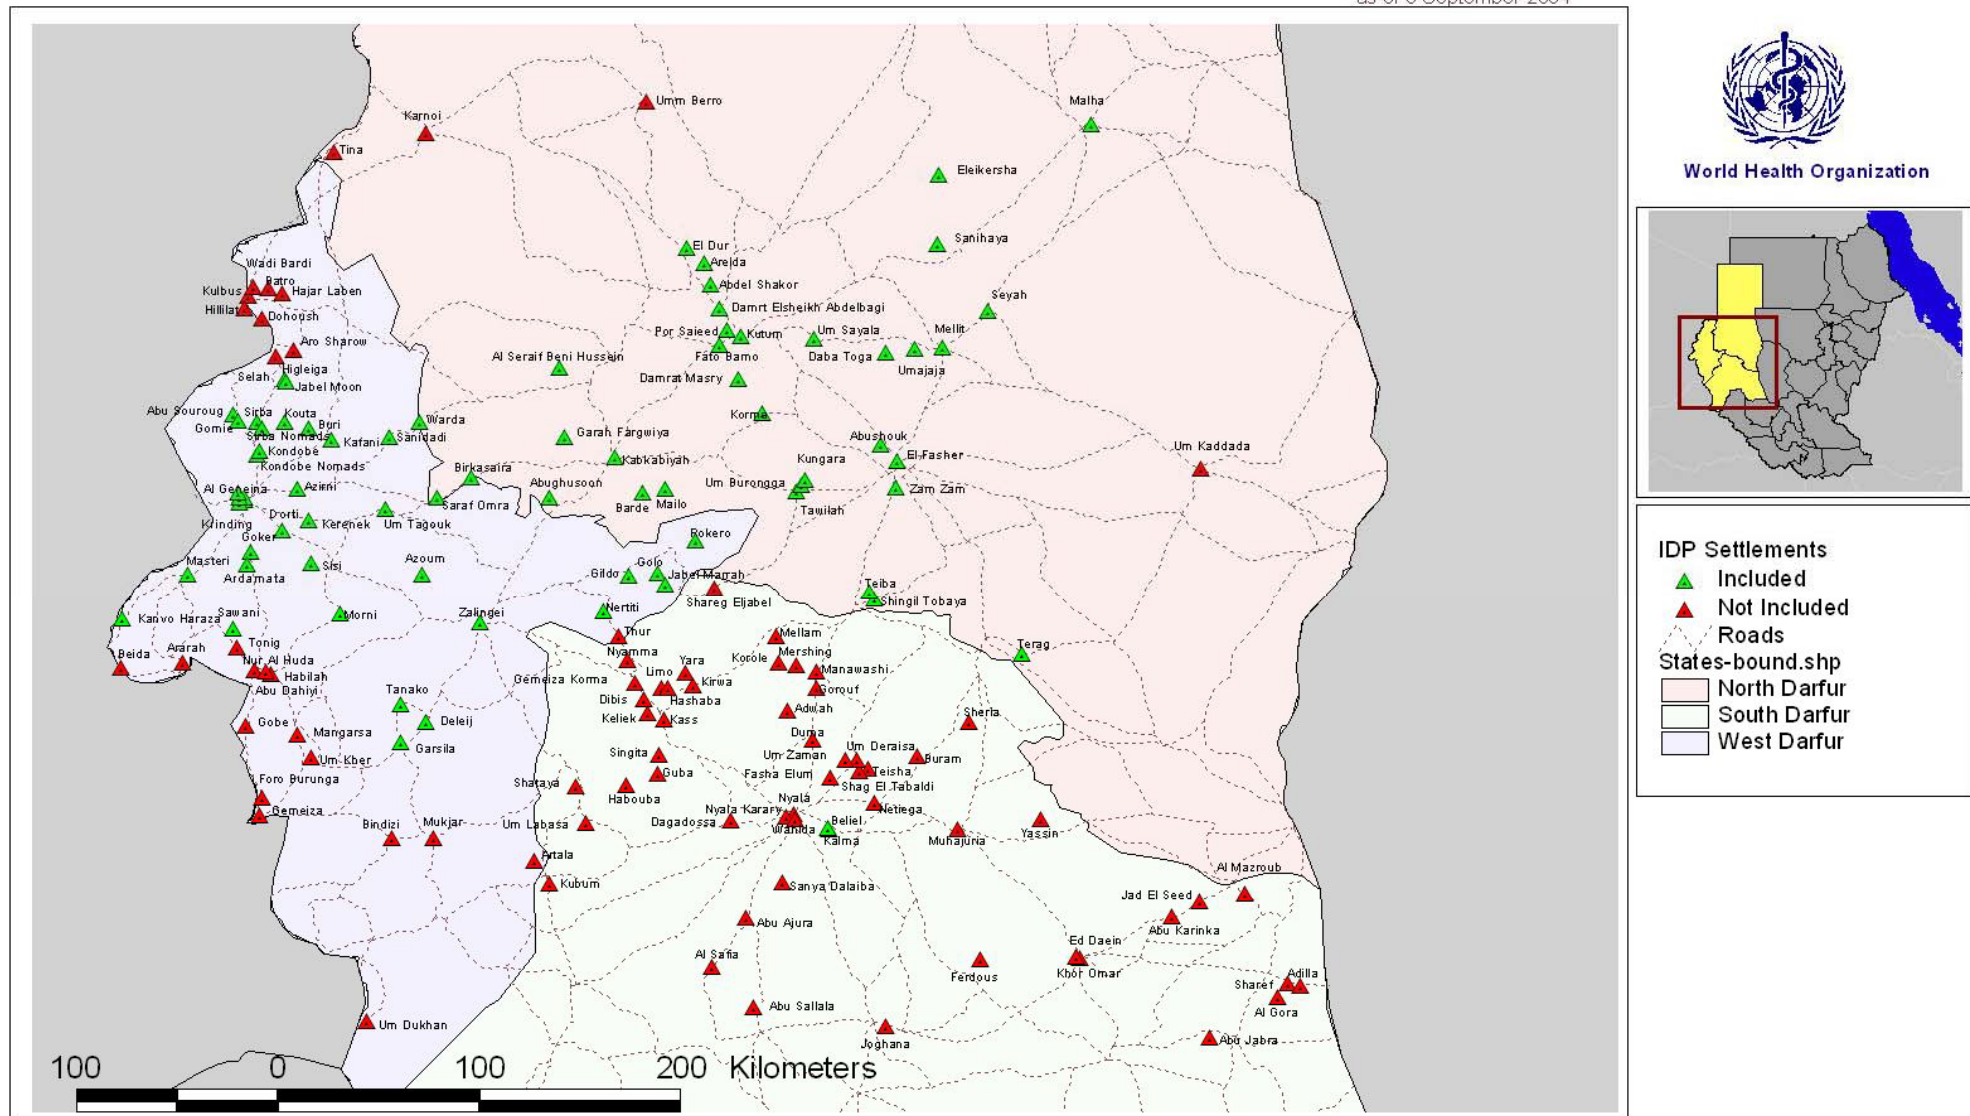 Umm Berro
Malha
Karnoi
Tina
Eleikersha
World Health Organization
El Dur
Sanihaya
Wadi Bardi
Areida
Batro
Kulbus
Hajar Laben
Abdel Shakor
Seyah
Hillilat
Dohoush
Damrt Elsheikh Abdelbagi
Por Saieed
Kutum
Um Sayala
Mellit
Aro Sharow
Al Seraif Beni Hussein
Fato Bamo
Daba Toga
Higleiga
Umajaja
Selah
Jabel Moon
Damrat Masry
Abu Souroug
Sirba
Kouta
Warda
Korma
Gomie
Buri
Sirba Nomads
Kafani
Sanidadi
Garah Fargwiya
Abushouk
Um Kaddada
Kondobe
Kabkabiyah
Kungara
El Fasher
Kondobe Nomads
Birkasaira
Abughusoon
Um Burongga
Al Geneina
Azirni
Zam Zam
Saraf Omra
Barde
Mailo
Tawilah
Dorti
Krinding
Kerenek
Um Tagouk
Goker
Rokero
Masteri
Sisi
Azoum
Golo
Gildo
Jabel Marrah
Ardamata
Teiba
Shareg Eljabel
Shingil Tobaya
Kanvo Haraza
Sawani
Morni
Zalingei
Nertiti
Thur
Mellam
Tonig
Terag
Beida
Ararah
Nur Al Huda
Nyamma
Yara
Korole
Mershing
Habilah
Limo
Manawashi
Gemeiza Korma
Kirwa
Abu Dahiyi
Tanako
Dibis
Hashaba
Gorouf
Gobe
Deleij
Keliek
Kass
Adwah
Sheria
Mangarsa
Garsila
Duma
Um Kher
Singita
Um Zaman
Um Deraisa
Buram
Foro Burunga
Guba
Fasha Elum
Teisha
Shataya
Habouba
Shag El Tabaldi
Gemeiza
Nyala
Nyala Karary
Netiega
Bindizi
Mukjar
Um Labasa
Dagadossa
Wahida
Beliel
Kalma
Muhajuria
Yassin
Artala
Al Mazroub
Kubum
Sanya Dalaiba
Jad El Seed
Abu Ajura
Abu Karinka
Ed Daein
Al Safia
Ferdous
Khor Omar
Adilla
Sharef
Abu Sallala
Al Gora
Um Dukhan
Joghana
Abu Jabra
100 0 100 200 Kilometers
IDP Settlements
Included
Not Included
Roads
States-bound.shp
North Darfur
South Darfur
West Darfur